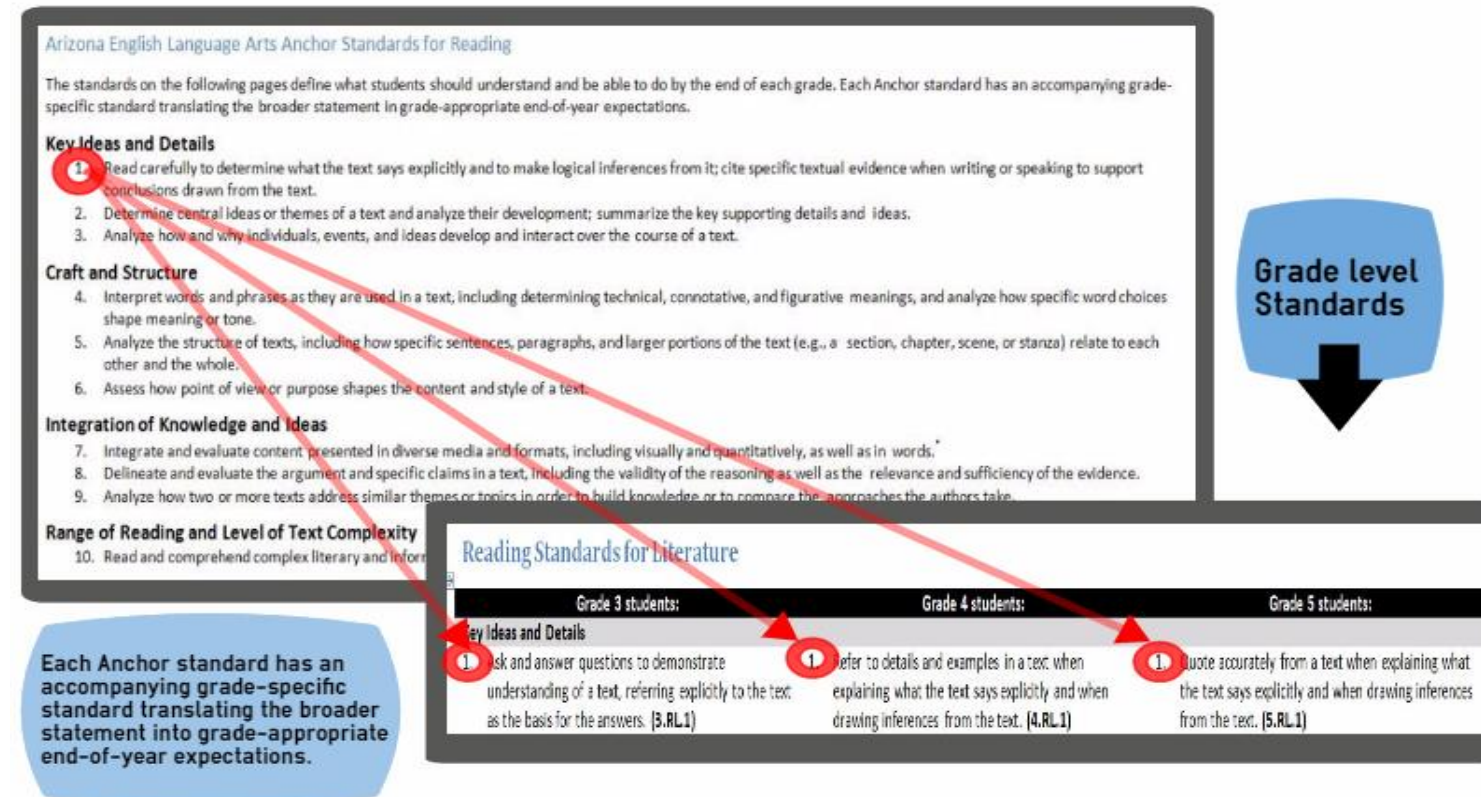 Arizona English Language Arts Anchor Standards for Reading
The standards on the following pages define what students should understand and be able to do by the end of each grade. Each Anchor standard has an accompanying grade-
specific standard translating the broader statement in grade-appropriate end-of-year expectations.
Key Ideas and Details
1. Read carefully to determine what the text says explicitly and to make logical inferences from it; cite specific textual evidence when writing or speaking to support
conclusions drawn from the text.
2. Determine central ideas or themes of a text and analyze their development; summarize the key supporting details and ideas.
3. Analyze how and why individuals, events, and ideas develop and interact over the course of a text.
Craft and Structure
4. Interpret words and phrases as they are used in a text, including determining technical, connotative, and figurative meanings, and analyze how specific word choices
shape meaning or tone.
5. Analyze the structure of texts, including how specific sentences, paragraphs, and larger portions of the text (e.g., a section, chapter, scene, or stanza) relate to each
other and the whole.
6. Assess how point of view or purpose shapes the content and style of a text.
Integration of Knowledge and Ideas
7. Integrate and evaluate content presented in diverse media and formats, including visually and quantitatively, as well as in words.*
8. Delineate and evaluate the argument and specific claims in a text, including the validity of the reasoning as well as the relevance and sufficiency of the evidence.
9. Analyze how two or more texts address similar themes or topics in order to build knowledge or to compare the approaches the authors take.
Range of Reading and Level of Text Complexity
10. Read and comprehend complex literary and inform
Grade level
Standards
Reading Standards for Literature
Grade 3 students:
Grade 4 students:
Grade 5 students:
Key Ideas and Details
1. Ask and answer questions to demonstrate
understanding of a text, referring explicitly to the text
as the basis for the answers. (3.RL.1)
1. Refer to details and examples in a text when
explaining what the text says explicitly and when
drawing inferences from the text. (4.RL.1)
1. Quote accurately from a text when explaining what
the text says explicitly and when drawing inferences
from the text. (5.RL.1)
Each Anchor standard has an
accompanying grade-specific
standard translating the broader
statement into grade-appropriate
end-of-year expectations.